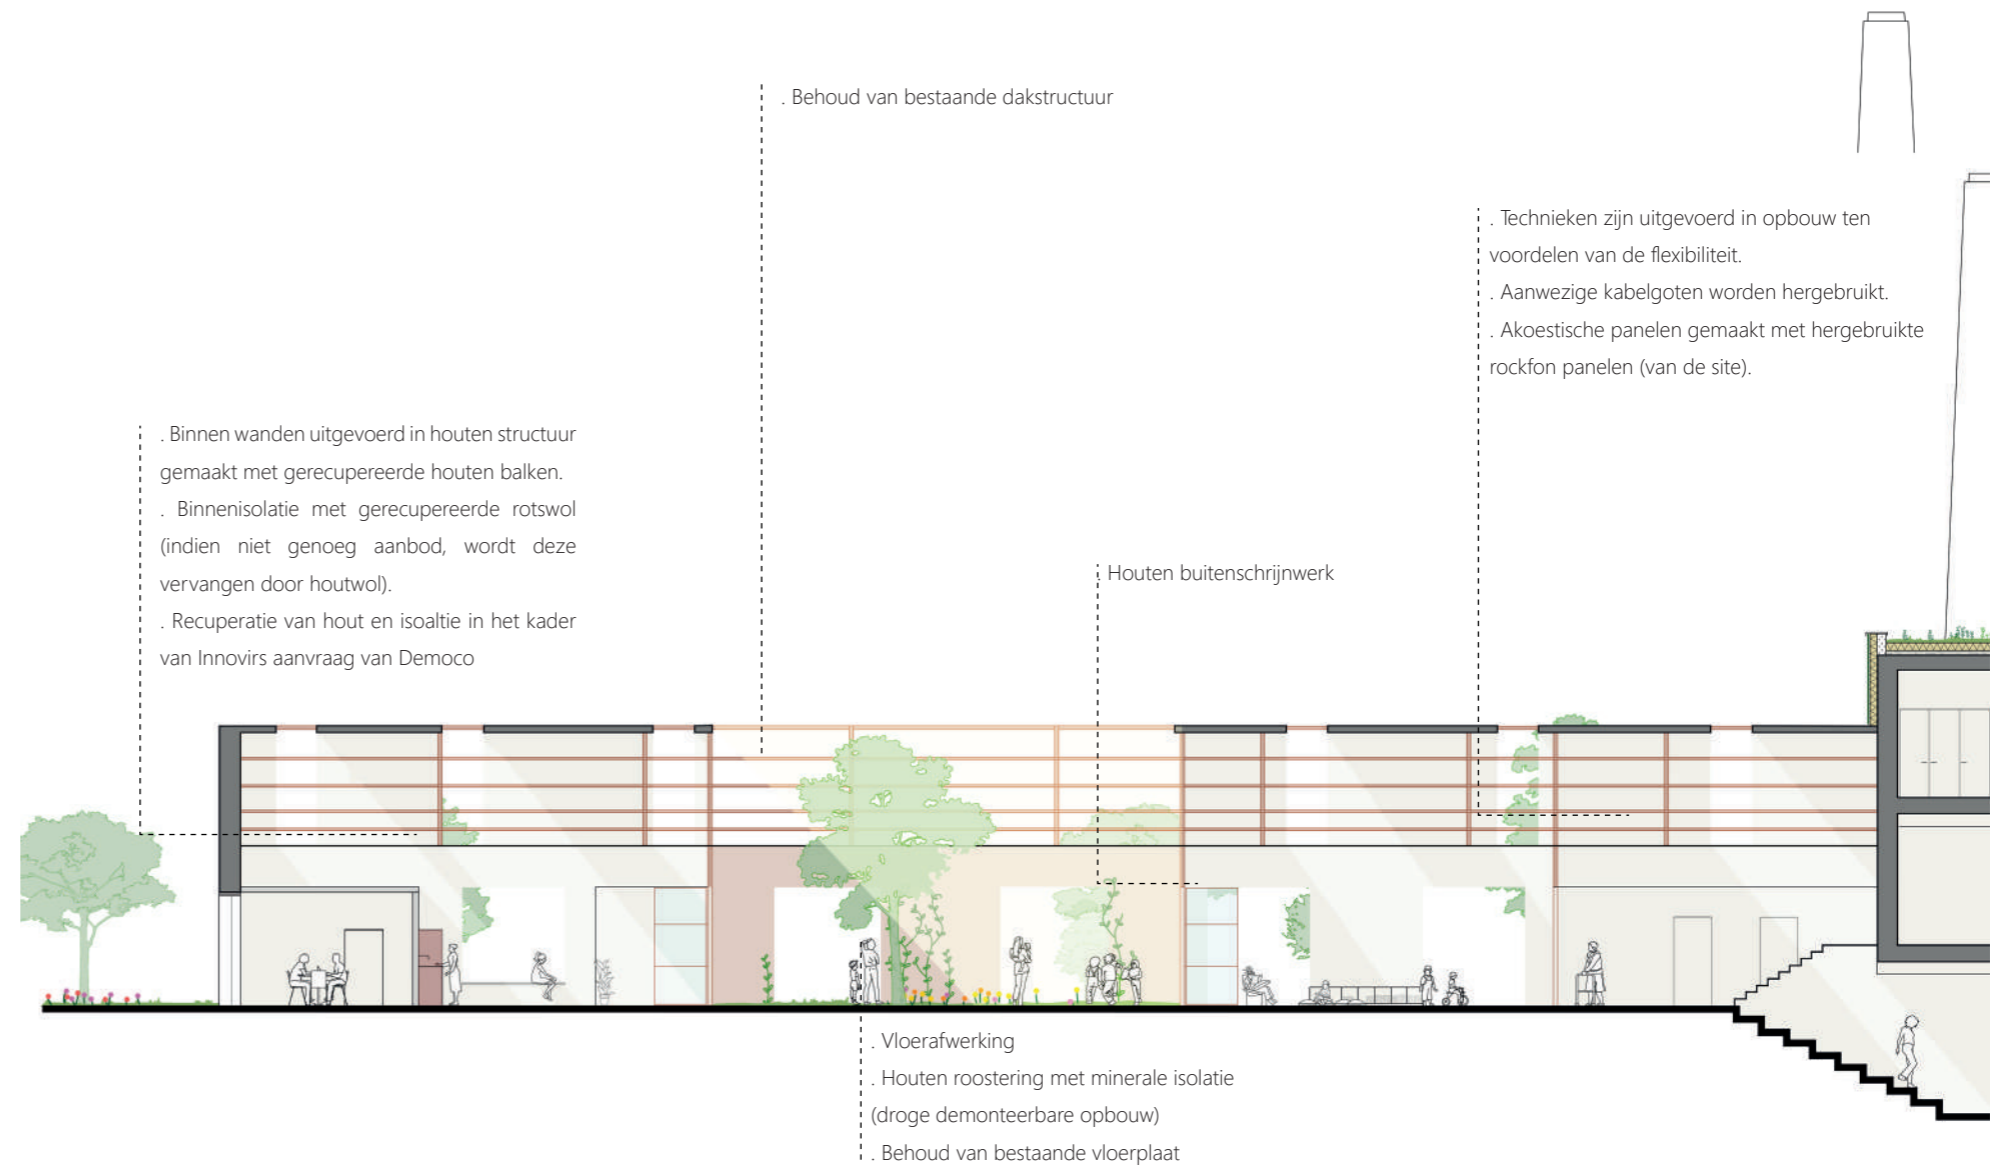 . Behoud van bestaande dakstructuur
. Technieken zijn uitgevoerd in opbouw ten
voordelen van de flexibiliteit.
. Aanwezige kabelgoten worden hergebruikt.
. Akoestische panelen gemaakt met hergebruikte
rockfon panelen (van de site).
. Binnen wanden uitgevoerd in houten structuur
gemaakt met gerecupereerde houten balken.
. Binnenisolatie met gerecupereerde rotswol
(indien niet genoeg aanbod, wordt deze
vervangen door houtwol).
. Recuperatie van hout en isoaltie in het kader
van Innovirs aanvraag van Democo
. Houten buitenschrijnwerk
. Vloerafwerking
. Houten roostering met minerale isolatie
(droge demonteerbare opbouw)
. Behoud van bestaande vloerplaat